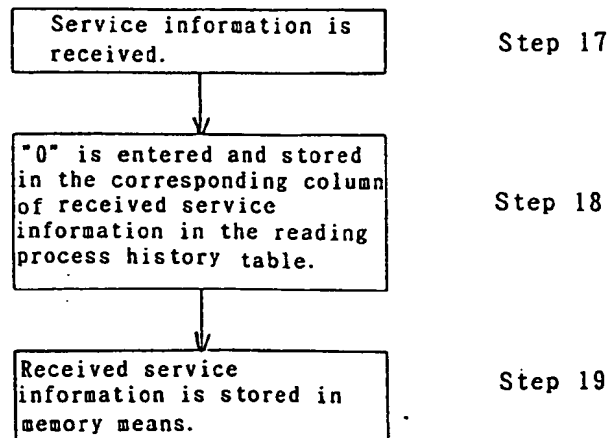 Service information is
received.
Step 17
"0" is entered and stored
in the corresponding column
of received service
information in the reading
process history table.
Step 18
Received service
information is stored in
memory means.
Step 19